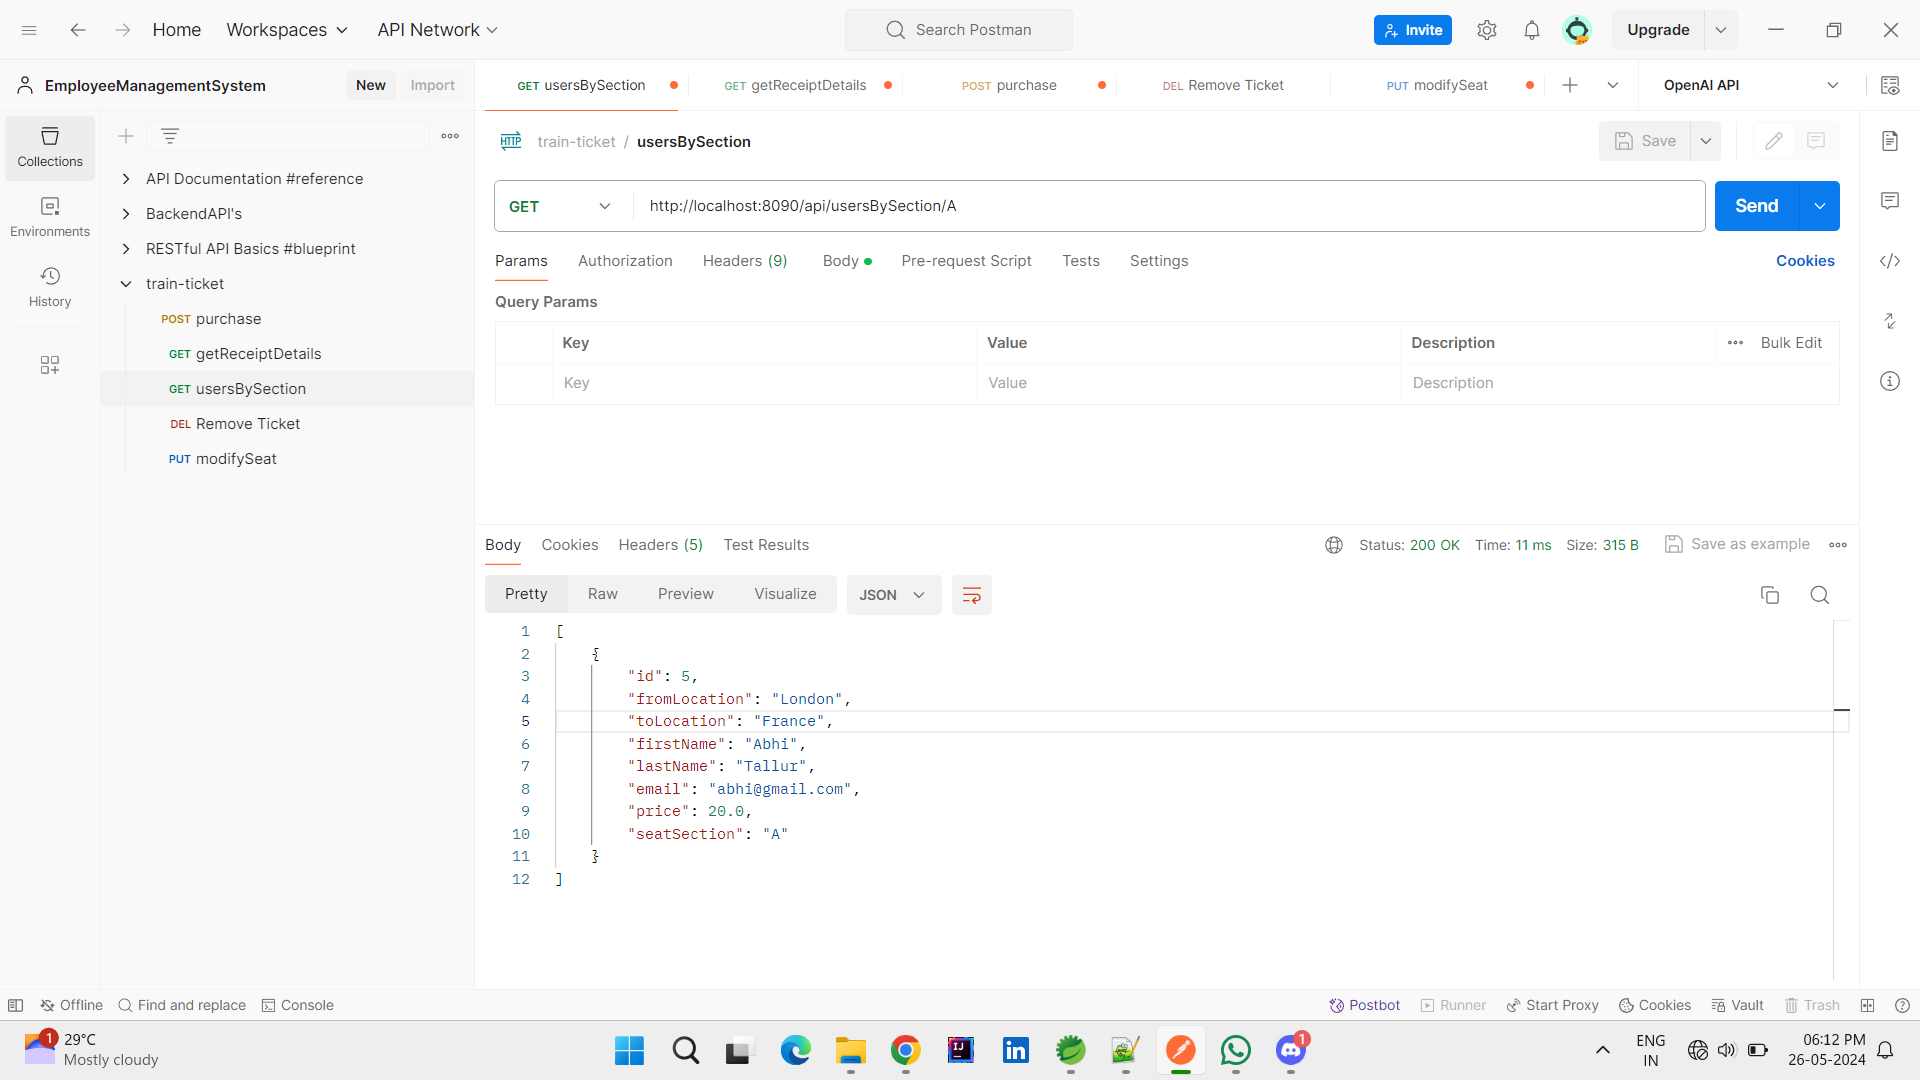 Home Workspaces API Network Search Postman Invite Upgrade
EmployeeManagementSystem New Import
GET usersBySection GET getReceiptDetails POST purchase DEL Remove Ticket PUT modifySeat OpenAI API
Collections
Environments
History
API Documentation #reference
BackendAPI's
RESTful API Basics #blueprint
train-ticket
POST purchase
GET getReceiptDetails
GET usersBySection
DEL Remove Ticket
PUT modifySeat
HTTP train-ticket / usersBySection Save
GET http://localhost:8090/api/usersBySection/A Send
Params Authorization Headers (9) Body Pre-request Script Tests Settings Cookies
Query Params
Key Value Description Bulk Edit
Key Value Description
Body Cookies Headers (5) Test Results Status: 200 OK Time: 11 ms Size: 315 B Save as example
Pretty Raw Preview Visualize JSON
1 [
2 {
3 "id": 5,
4 "fromLocation": "London",
5 "toLocation": "France",
6 "firstName": "Abhi",
7 "lastName": "Tallur",
8 "email": "abhi@gmail.com",
9 "price": 20.0,
10 "seatSection": "A"
11 }
12 ]
Offline Find and replace Console Postbot Runner Start Proxy Cookies Vault Trash
1 29°C
Mostly cloudy
IJ
in
1
ENG
IN
06:12 PM
26-05-2024